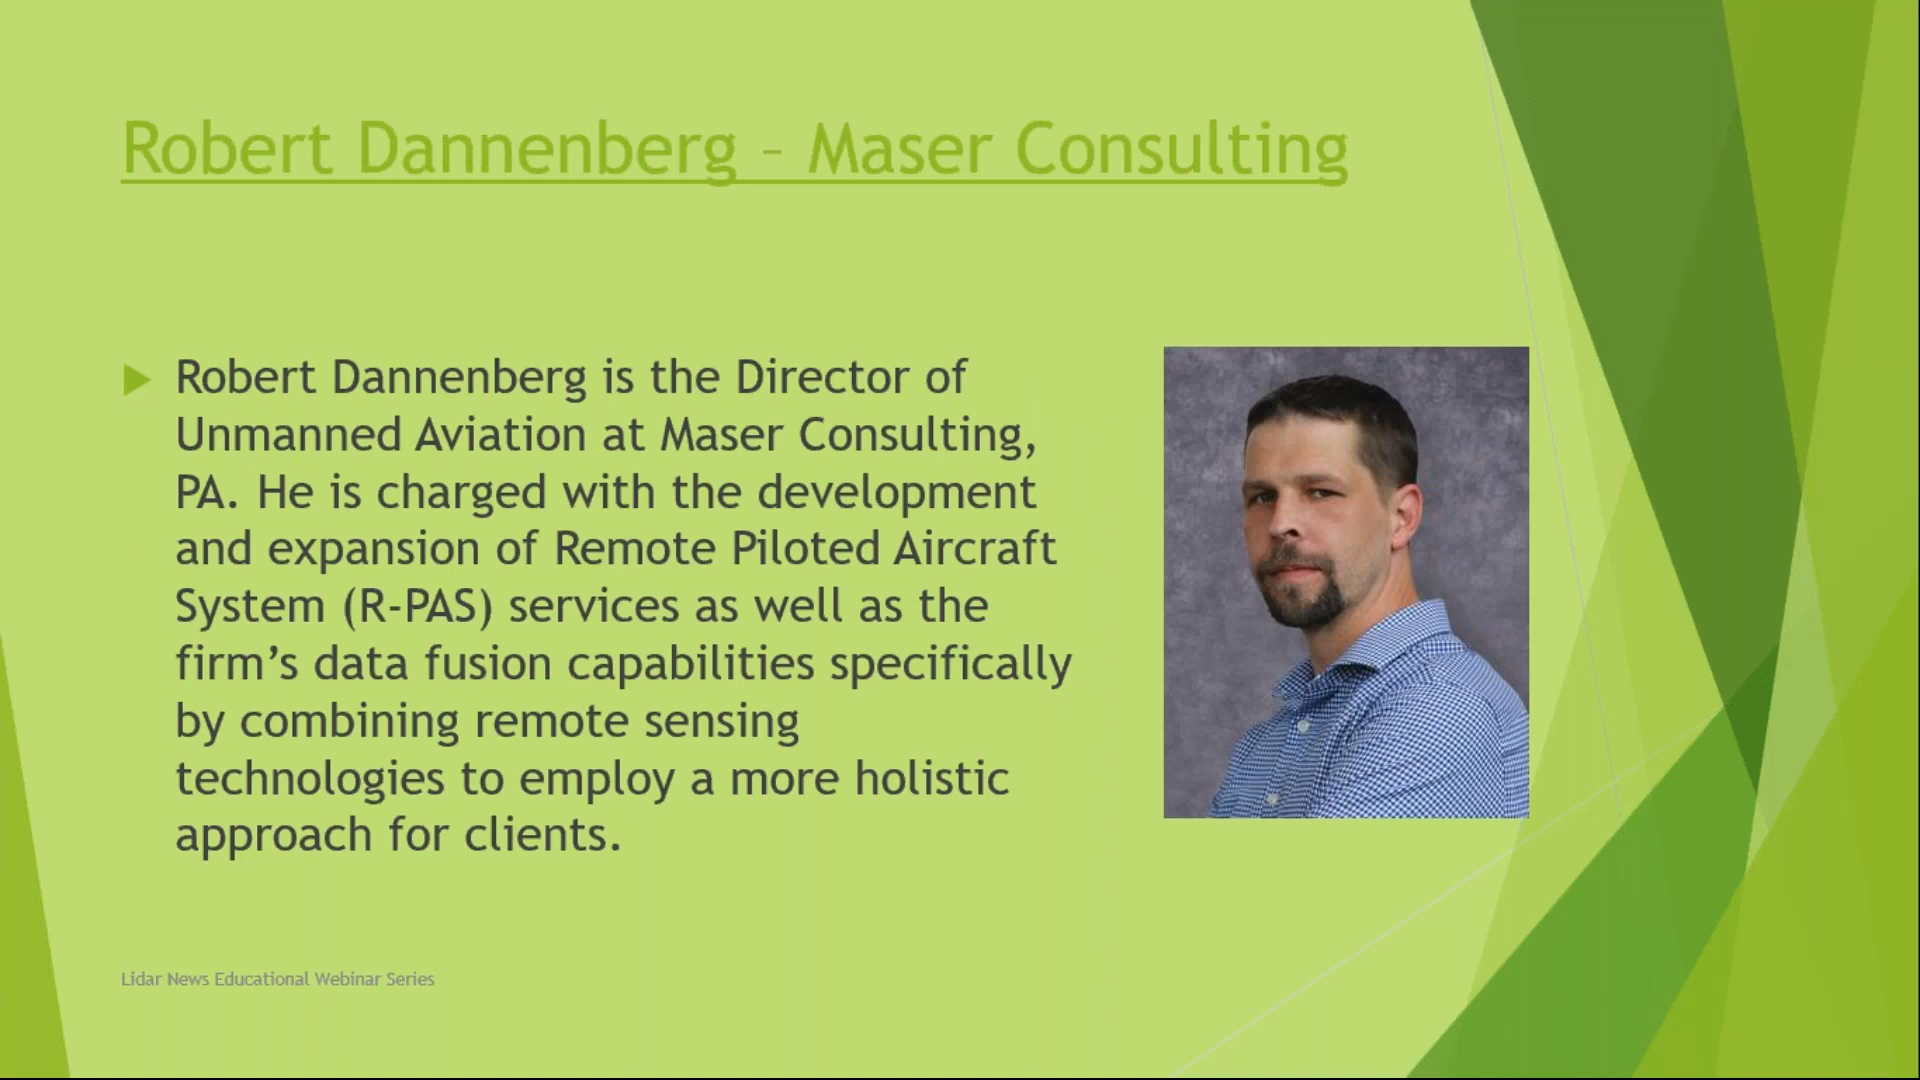 Robert Dannenberg – Maser Consulting
Robert Dannenberg is the Director of
Unmanned Aviation at Maser Consulting,
PA. He is charged with the development
and expansion of Remote Piloted Aircraft
System (R-PAS) services as well as the
firm’s data fusion capabilities specifically
by combining remote sensing
technologies to employ a more holistic
approach for clients.
Lidar News Educational Webinar Series